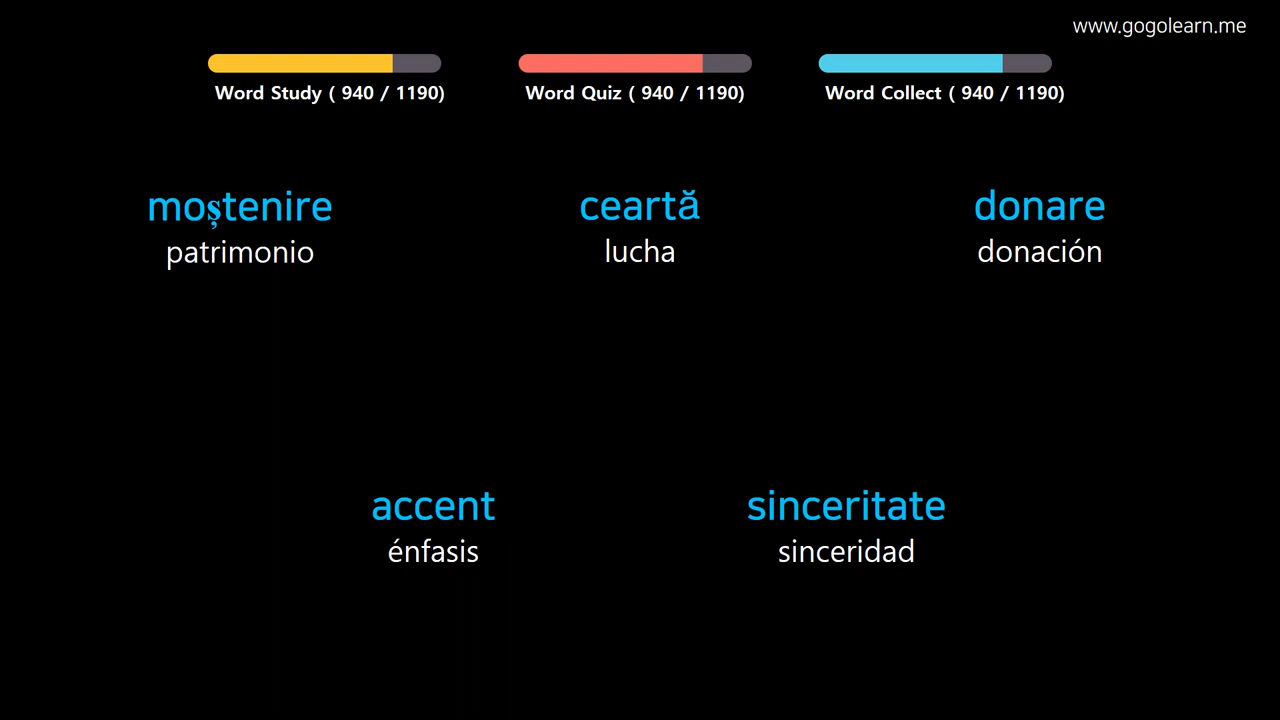 www.gogolearn.me
Word Study ( 940 / 1190)
Word Quiz ( 940 / 1190)
Word Collect ( 940 / 1190)
moștenire
patrimonio
ceartă
lucha
donare
donación
accent
énfasis
sinceritate
sinceridad